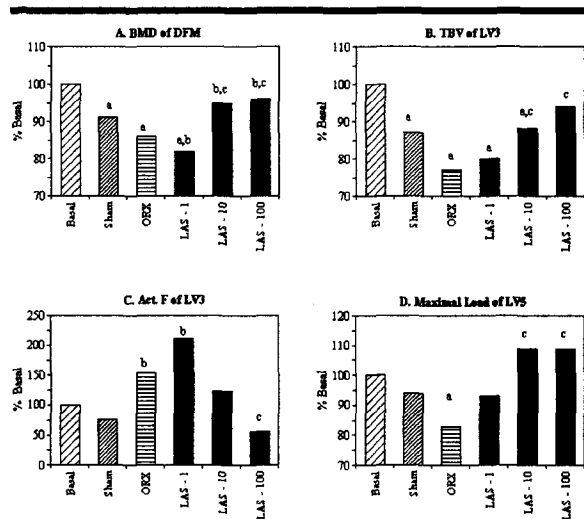 A. BMD of DFM
% Basal
110
100
90
80
70
a
a
a,b
b,c
b,c
Basal
Sham
ORX
LAS - 1
LAS - 10
LAS - 100
B. TBV of LV3
% Basal
110
100
90
80
70
a
a
a
a,c
c
Basal
Sham
ORX
LAS - 1
LAS - 10
LAS - 100
C. Act. F of LV3
% Basal
250
200
150
100
50
0
b
b
c
Basal
Sham
ORX
LAS - 1
LAS - 10
LAS - 100
D. Maximal Load of LV5
% Basal
120
110
100
90
80
70
a
c
c
Basal
Sham
ORX
LAS - 1
LAS - 10
LAS - 100